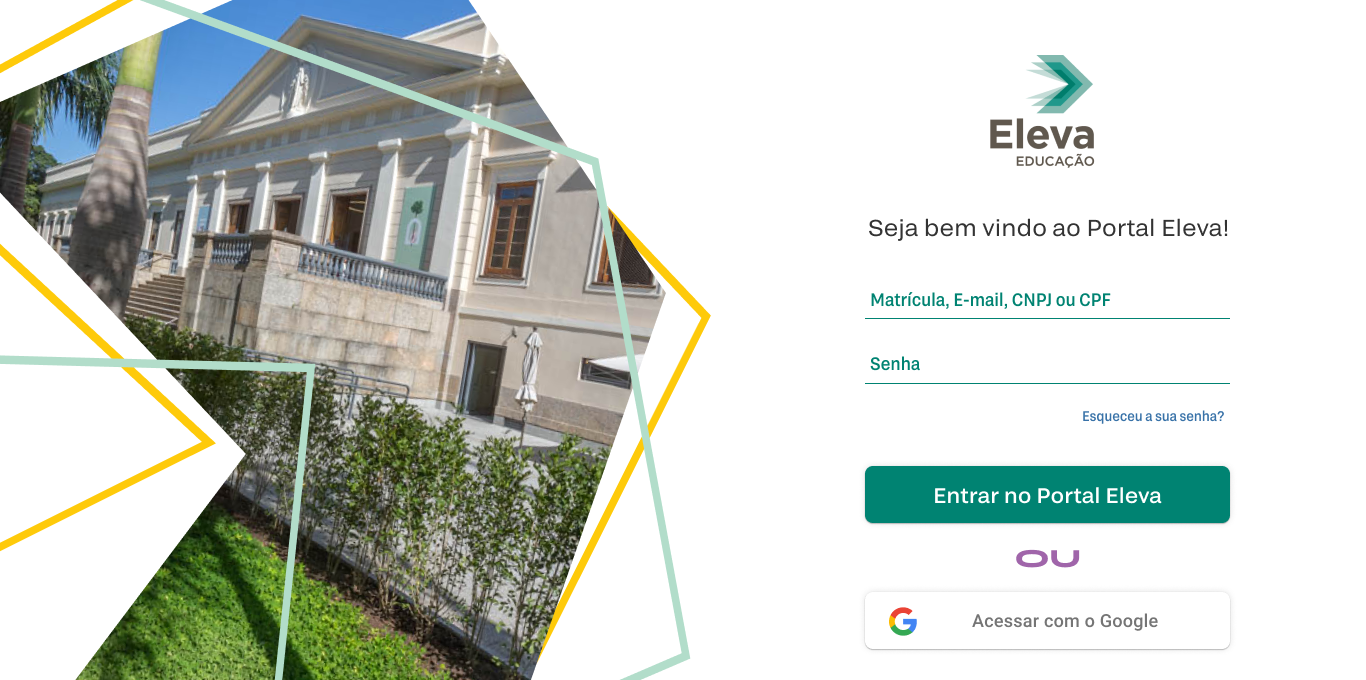 Eleva
EDUCAÇÃO
Seja bem vindo ao Portal Eleva!
Matrícula, E-mail, CNPJ ou CPF
Senha
Esqueceu a sua senha?
Entrar no Portal Eleva
OU
Acessar com o Google